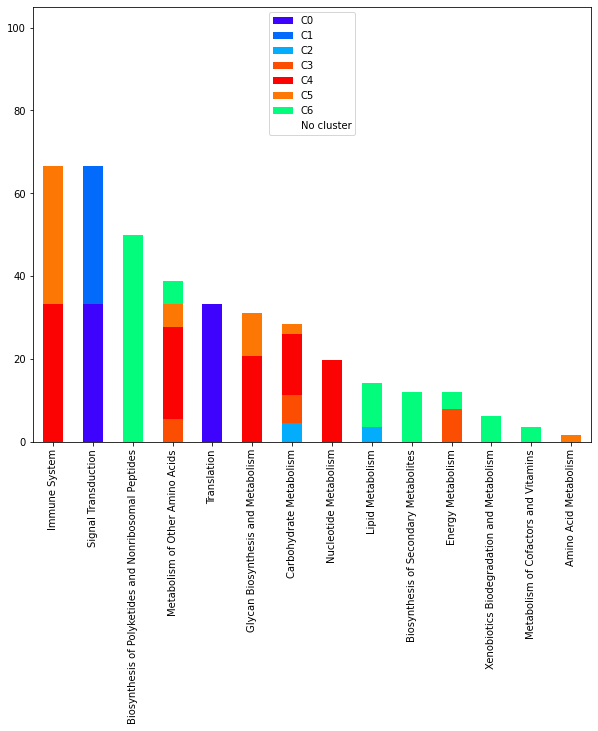 C0
C1
C2
C3
C4
C5
C6
No cluster
100
80
60
40
20
0
Immune System
Signal Transduction
Biosynthesis of Polyketides and Nonribosomal Peptides
Metabolism of Other Amino Acids
Translation
Glycan Biosynthesis and Metabolism
Carbohydrate Metabolism
Nucleotide Metabolism
Lipid Metabolism
Biosynthesis of Secondary Metabolites
Energy Metabolism
Xenobiotics Biodegradation and Metabolism
Metabolism of Cofactors and Vitamins
Amino Acid Metabolism